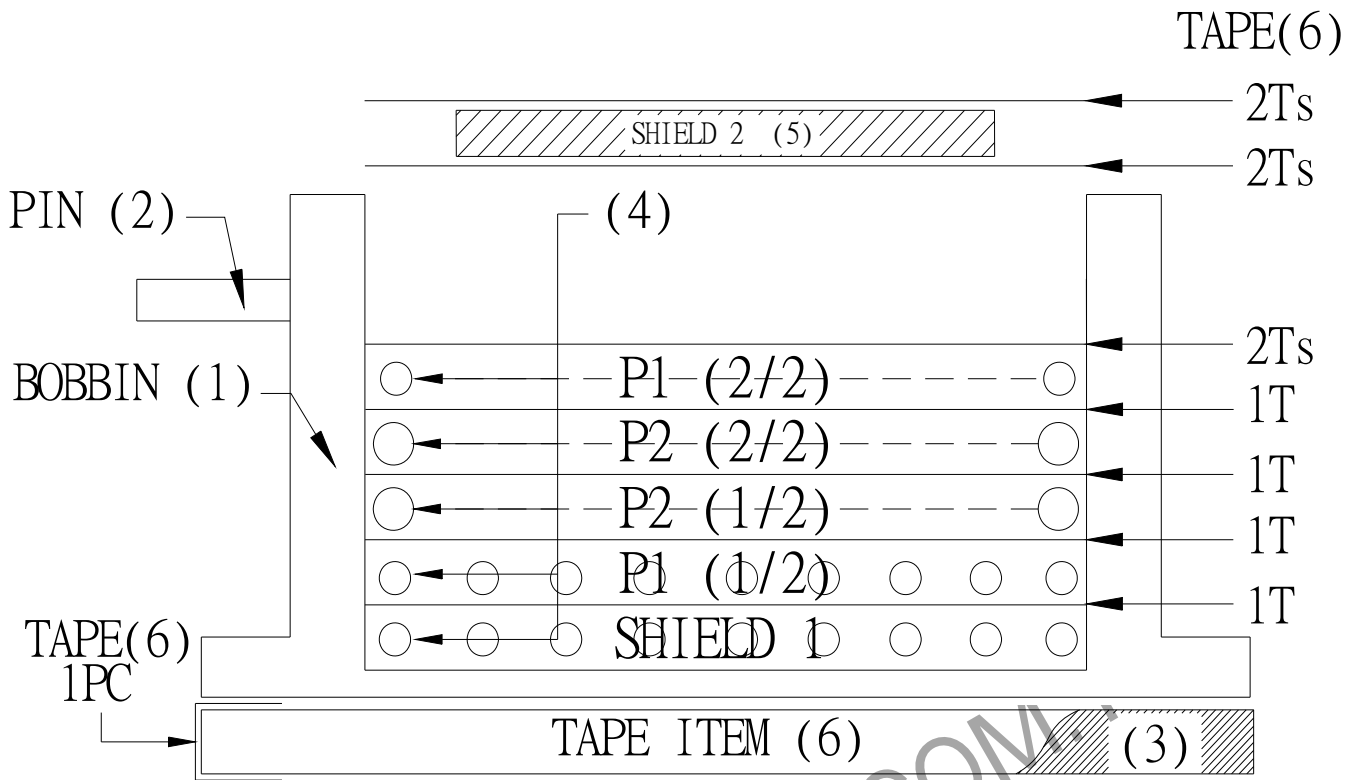 TAPE(6)
2Ts
SHIELD 2 (5)
2Ts
PIN (2)
(4)
2Ts
P1 (2/2)
BOBBIN (1)
1T
P2 (2/2)
1T
P2 (1/2)
1T
P1 (1/2)
1T
SHIELD 1
TAPE(6)
1PC
TAPE ITEM (6)
(3)
COM.